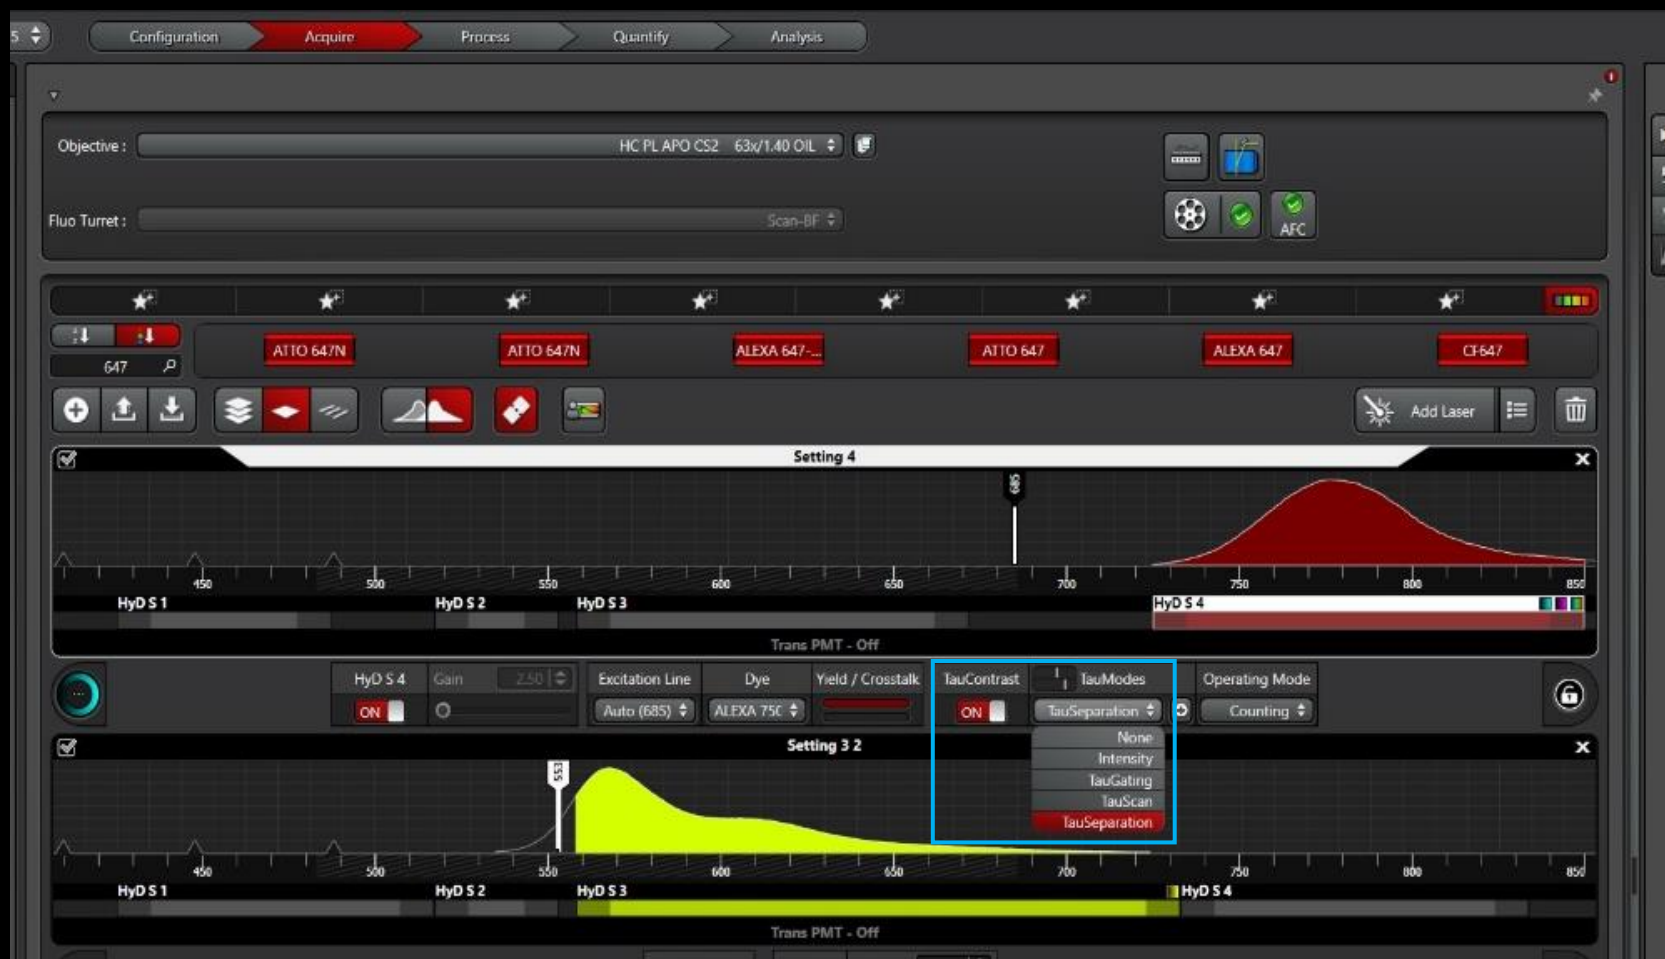 5
Configuration Acquire Process Quantify Analysis
Objective : HC PL APO CS2 63x/1.40 OIL
Fluo Turret : Scan-BF
AFC
647
ATTO 647N ATTO 647N ALEXA 647-... ATTO 647 ALEXA 647 CF647
Add Laser
Setting 4
685
450 500 550 600 650 700 750 800 850
HyD S 1 HyD S 2 HyD S 3 HyD S 4
Trans PMT - Off
HyD S 4 Gain 2.50 Excitation Line Dye Yield / Crosstalk TauContrast TauModes Operating Mode
ON Auto (685) ALEXA 75( ON TauSeparation Counting
None
Intensity
TauGating
TauScan
TauSeparation
Setting 3 2
553
450 500 550 600 650 700 750 800 850
HyD S 1 HyD S 2 HyD S 3 HyD S 4
Trans PMT - Off